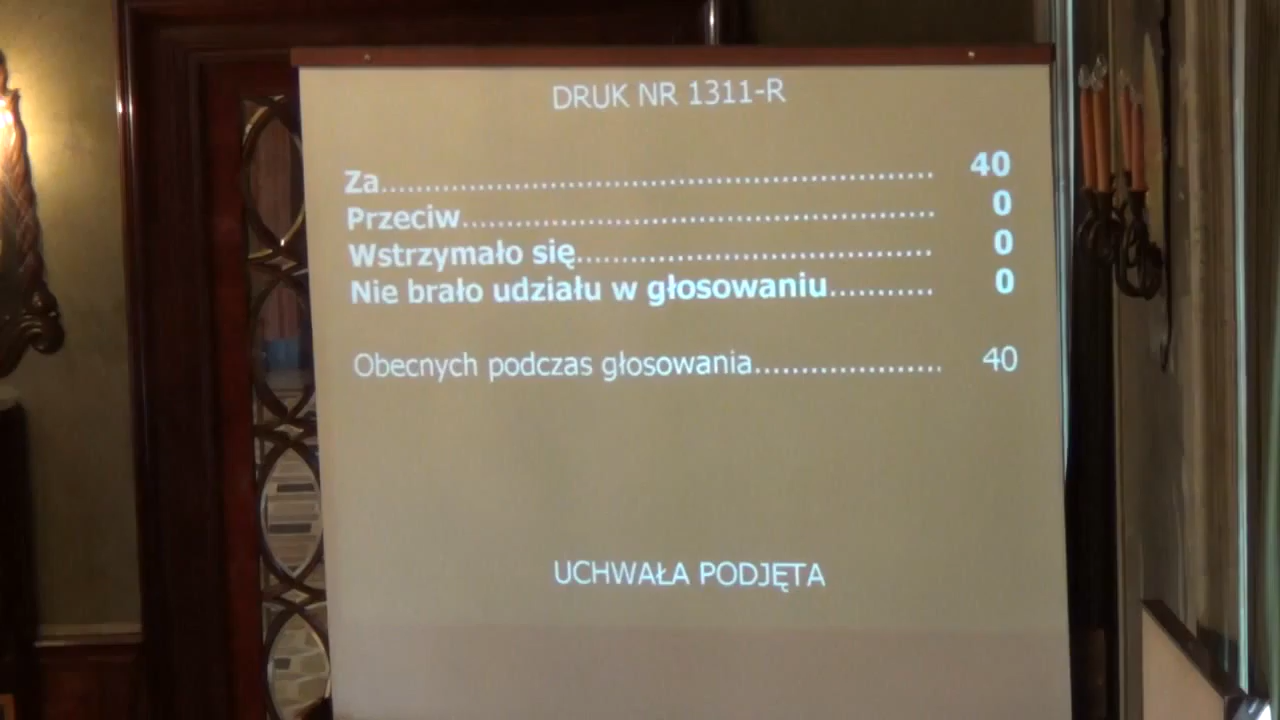 DRUK NR 1311-R
Za............................................................. 40
Przeciw.................................................... 0
Wstrzymało się....................................... 0
Nie brało udziału w głosowaniu........... 0
Obecnych podczas głosowania.................... 40
UCHWAŁA PODJĘTA